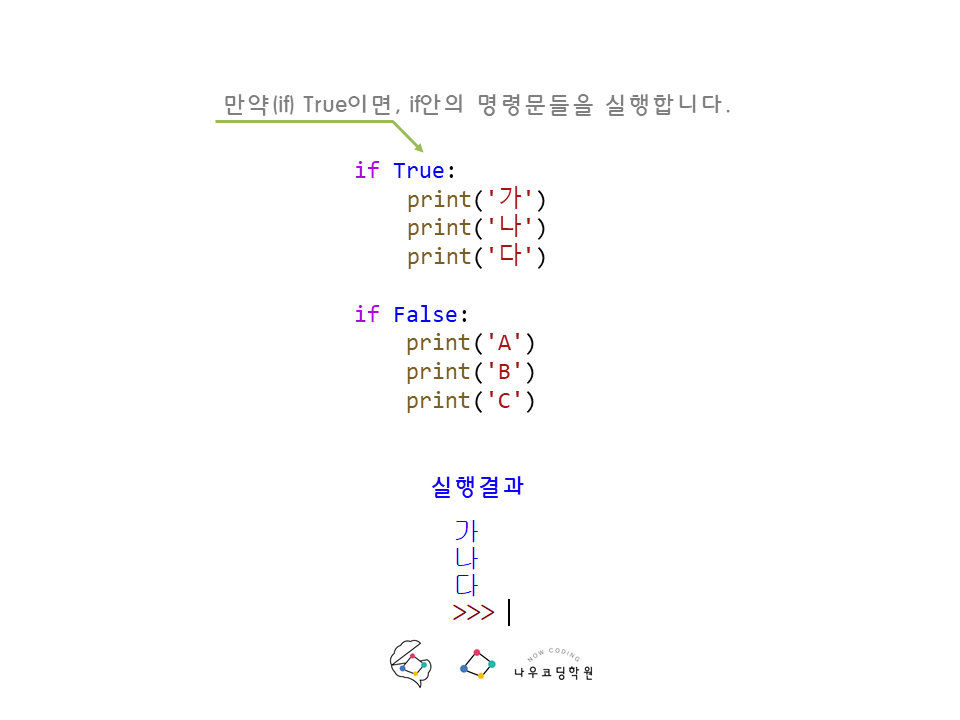 만약(if) True이면, if안의 명령문들을 실행합니다.
if True:
    print('가')
    print('나')
    print('다')
if False:
    print('A')
    print('B')
    print('C')
실행결과
가
나
다
>>>
NOW CODING
나우코딩학원